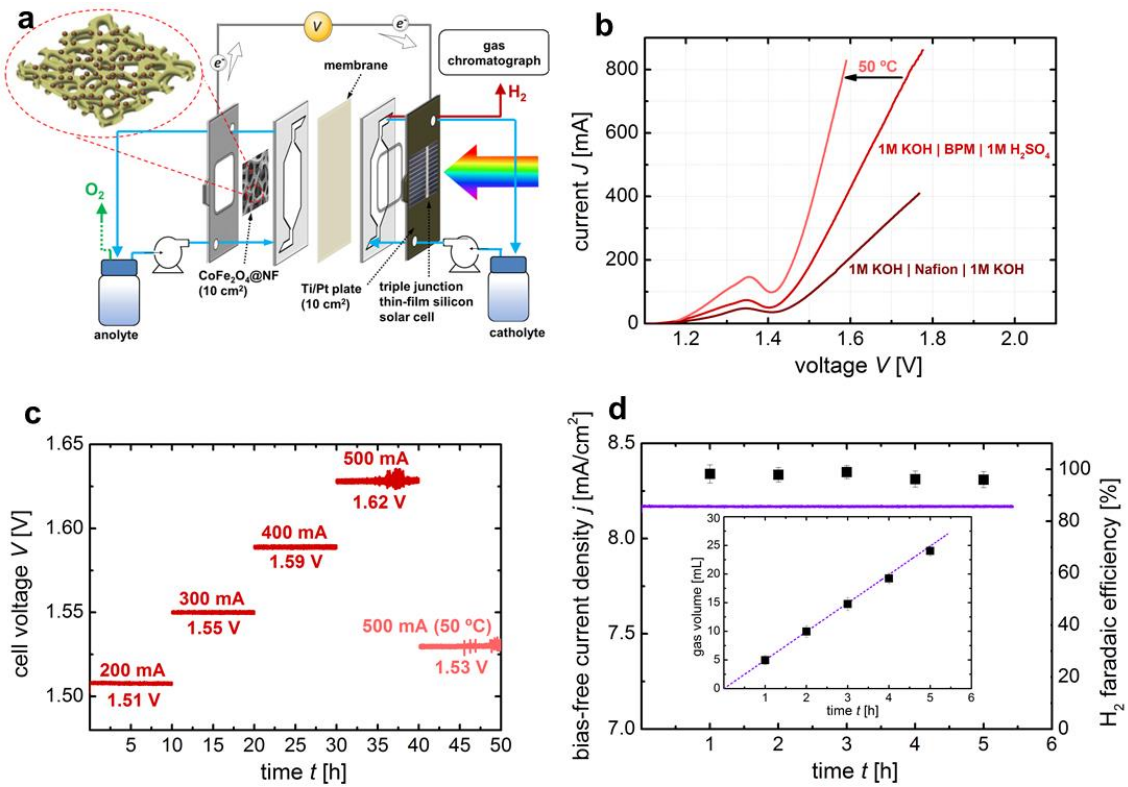 a
V
e⁻
e⁻
gas
chromatograph
membrane
H₂
O₂
CoFe₂O₄@NF
(10 cm²)
Ti/Pt plate
(10 cm²)
triple junction
thin-film silicon
solar cell
anolyte
catholyte
b
current J [mA]
800
600
400
200
0
50 ºC
1M KOH | BPM | 1M H₂SO₄
1M KOH | Nafion | 1M KOH
1.2
1.4
1.6
1.8
2.0
voltage V [V]
c
cell voltage V [V]
1.65
1.60
1.55
1.50
500 mA
1.62 V
400 mA
1.59 V
300 mA
1.55 V
500 mA (50 ºC)
1.53 V
200 mA
1.51 V
5 10 15 20 25 30 35 40 45 50
time t [h]
d
bias-free current density j [mA/cm²]
8.5
8.0
7.5
7.0
H₂ faradaic efficiency [%]
100
80
60
40
20
0
gas volume [mL]
30
25
20
15
10
5
0
1 2 3 4 5 6
time t [h]
1 2 3 4 5 6
time t [h]